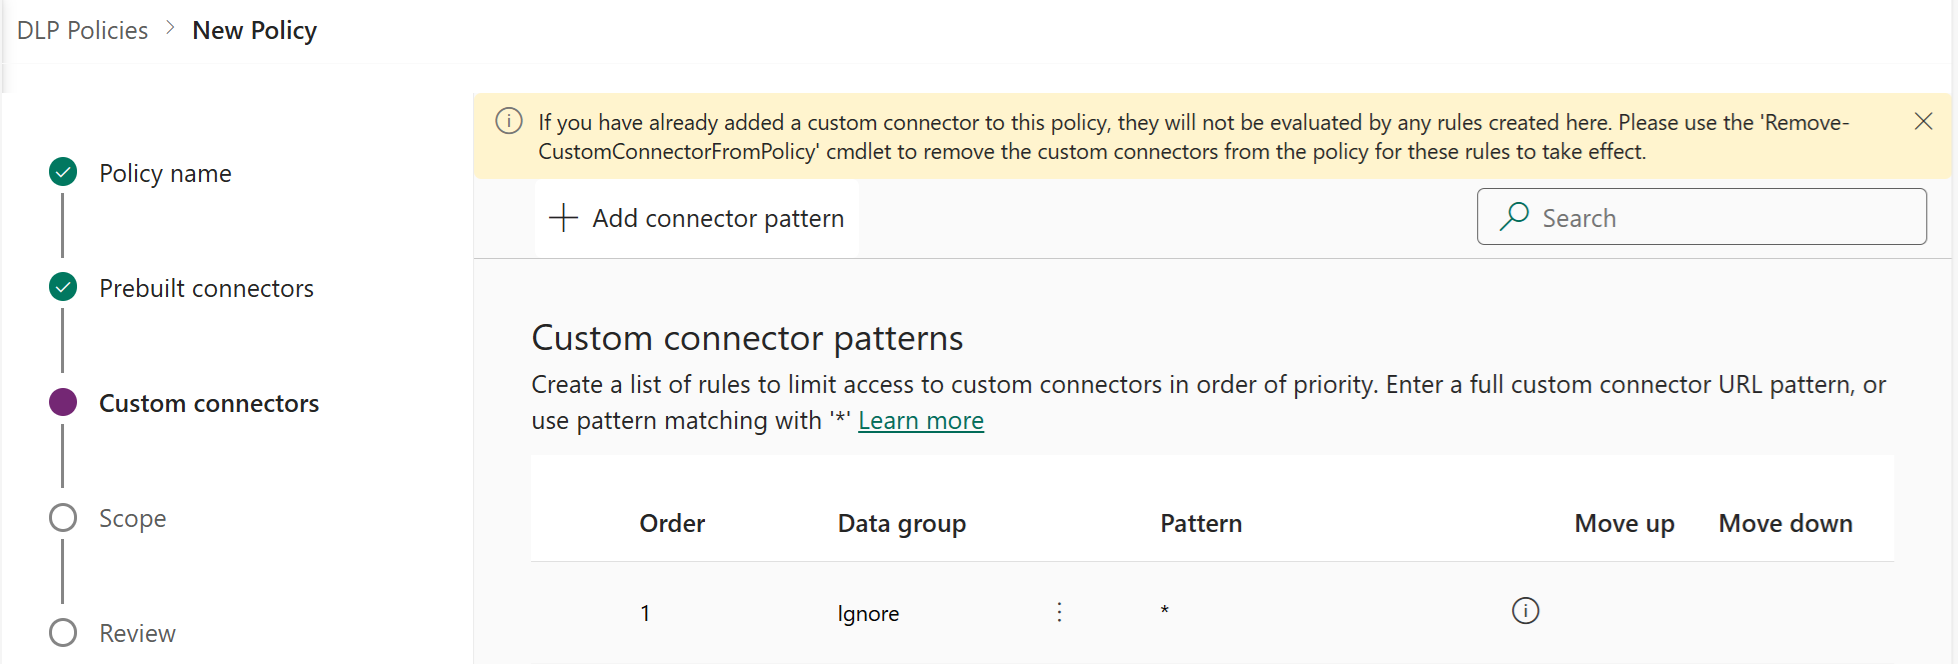 DLP Policies > New Policy
If you have already added a custom connector to this policy, they will not be evaluated by any rules created here. Please use the 'Remove-
CustomConnectorFromPolicy' cmdlet to remove the custom connectors from the policy for these rules to take effect.
Policy name
Prebuilt connectors
Custom connectors
Scope
Review
Add connector pattern
Search
Custom connector patterns
Create a list of rules to limit access to custom connectors in order of priority. Enter a full custom connector URL pattern, or
use pattern matching with '*' Learn more
Order Data group Pattern Move up Move down
1 Ignore *